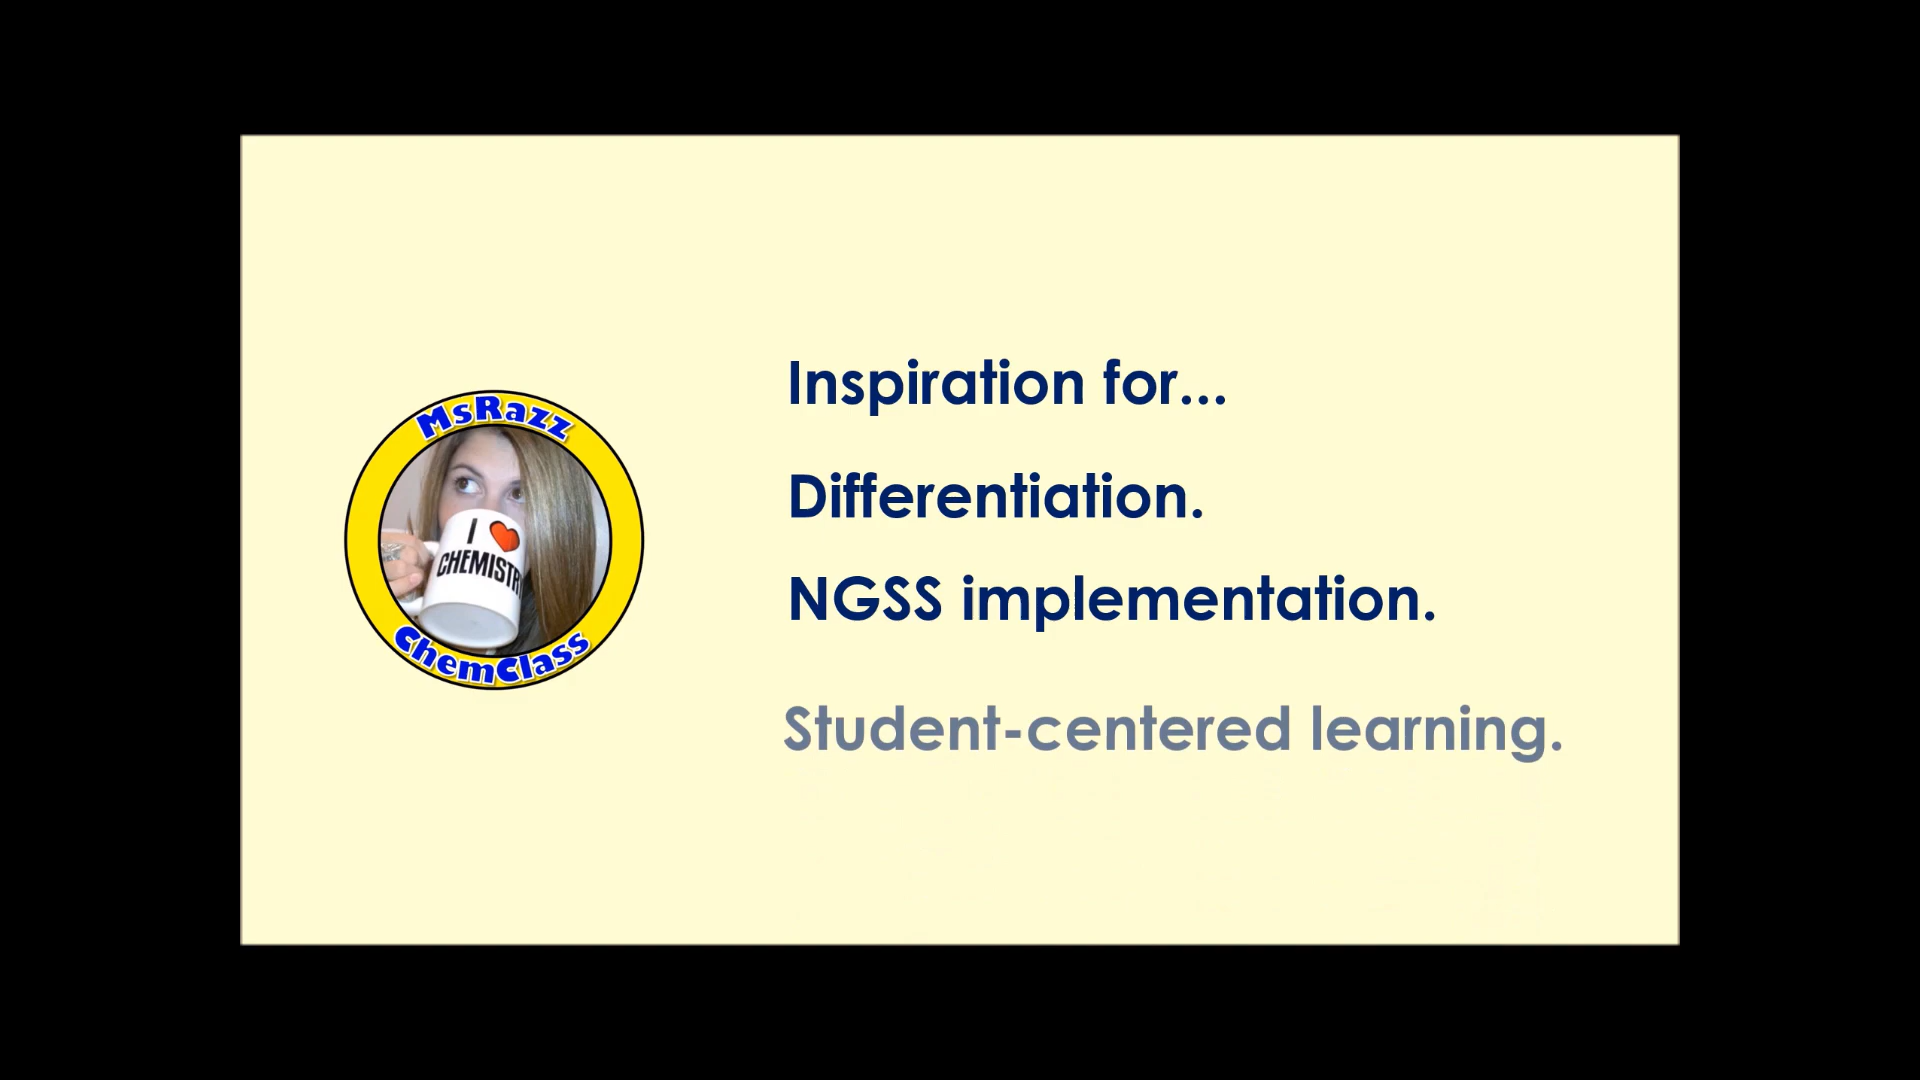 MsRazz
I ❤
CHEMISTR
ChemClass
Inspiration for...
Differentiation.
NGSS implementation.
Student-centered learning.